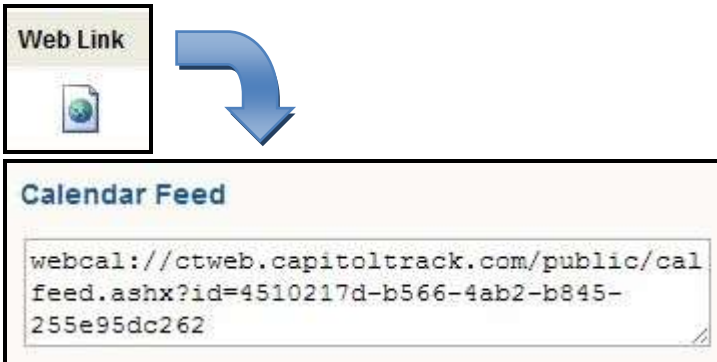 Web Link
Calendar Feed
webcal://ctweb.capitoltrack.com/public/cal
feed.ashx?id=4510217d-b566-4ab2-b845-
255e95dc262